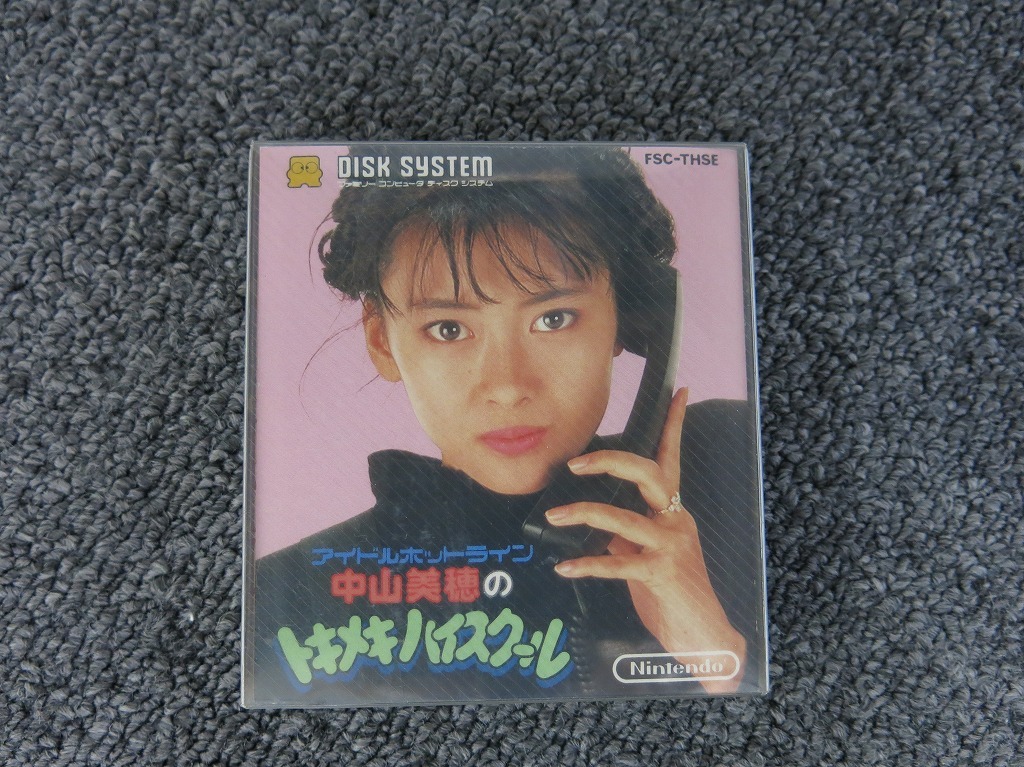 DISK SYSTEM
ファミリー コンピュータ ディスク システム
FSC-THSE
アイドルホットライン
中山美穂の
トキメキハイスクール
Nintendo